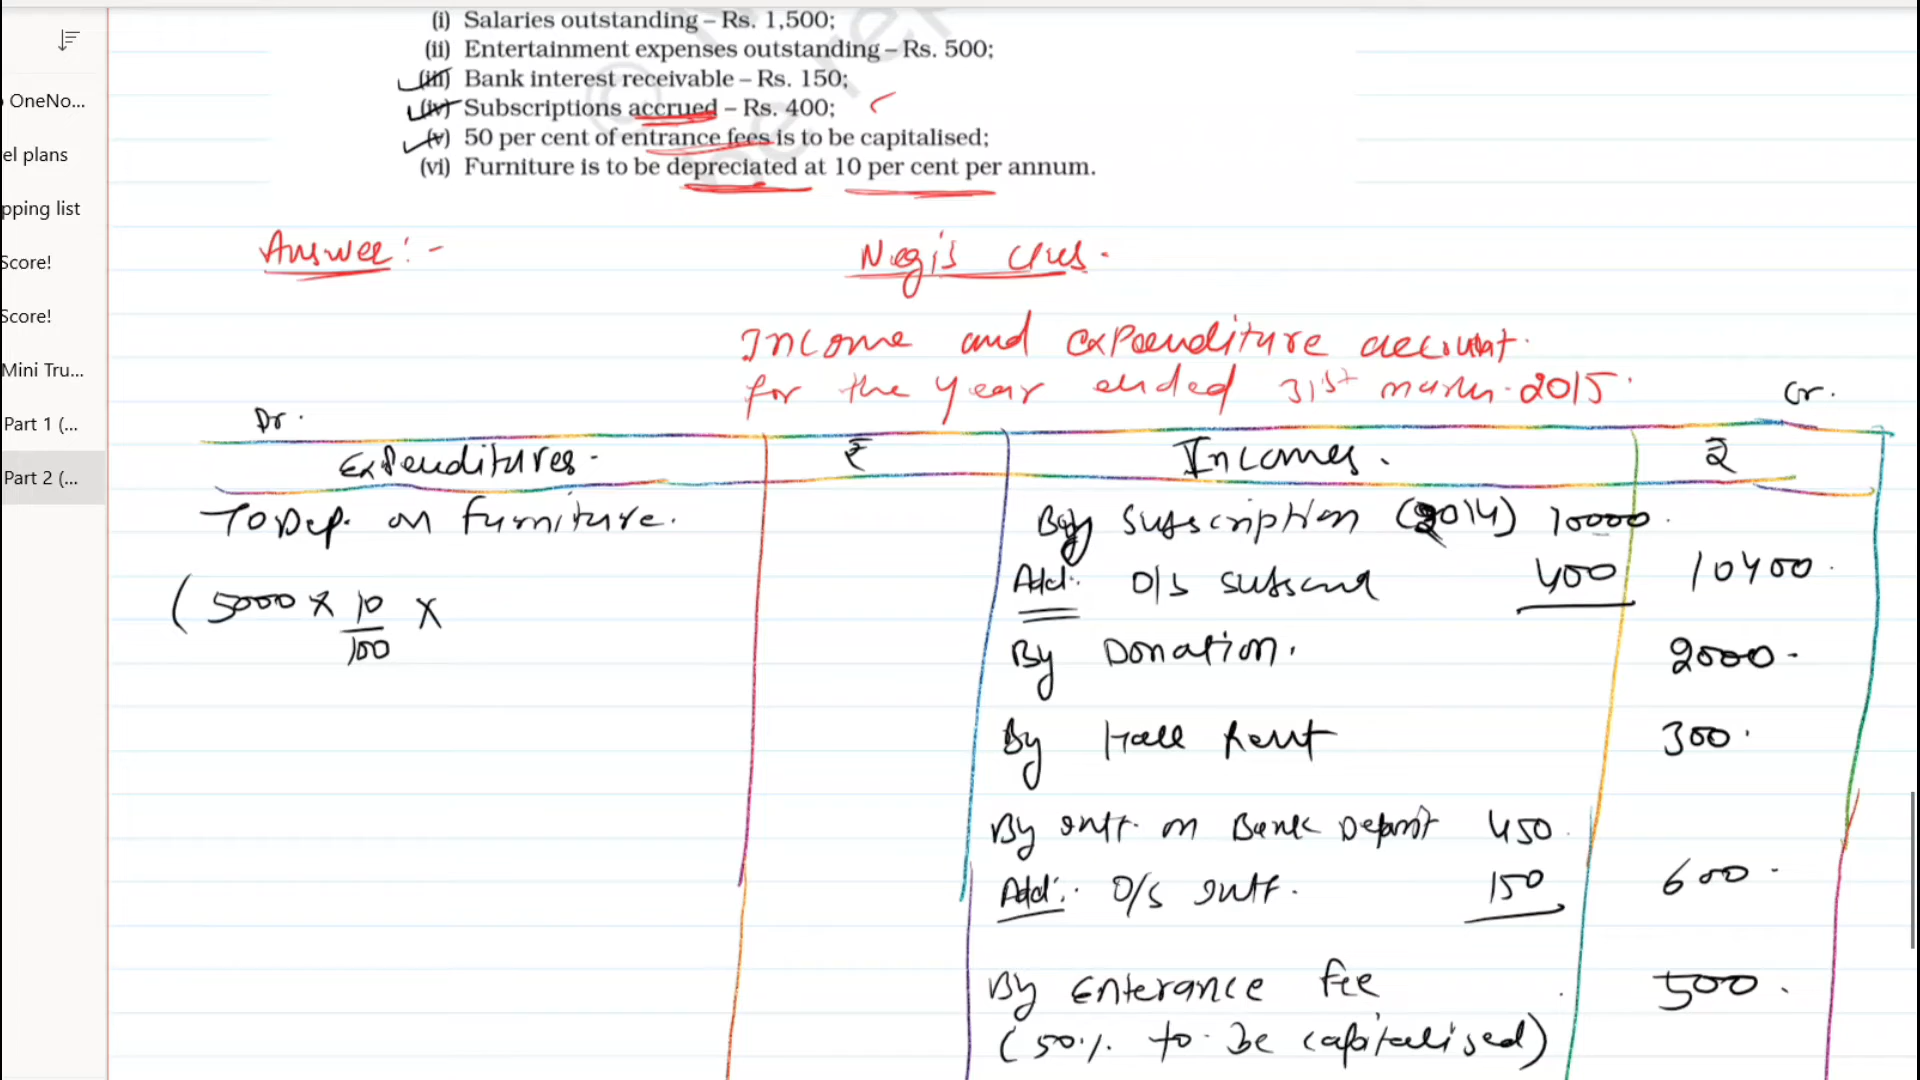 (i) Salaries outstanding – Rs. 1,500;
(ii) Entertainment expenses outstanding – Rs. 500;
(iii) Bank interest receivable – Rs. 150;
(iv) Subscriptions accrued – Rs. 400;
(v) 50 per cent of entrance fees is to be capitalised;
(vi) Furniture is to be depreciated at 10 per cent per annum.
OneNo...
el plans
pping list
Score!
Score!
Mini Tru...
Part 1 (...
Part 2 (...
Answer :-
Negi's
Income and expenditure account.
for the year ended 31st march. 2015.
Dr.
Cr.
Expenditures. ₹ Incomes. ₹
To Dep. on furniture.
(5000 × 10/100 ×
By Subscription (2014) 10000.
Add:. O/s 400 10400.
By Donation. 2000.
By Hall Rent 300.
By Intt. on Bank Deposit 450.
Add:. O/s Intt. 150 600.
By Enterance fee 500.
(50% to be capitalised)